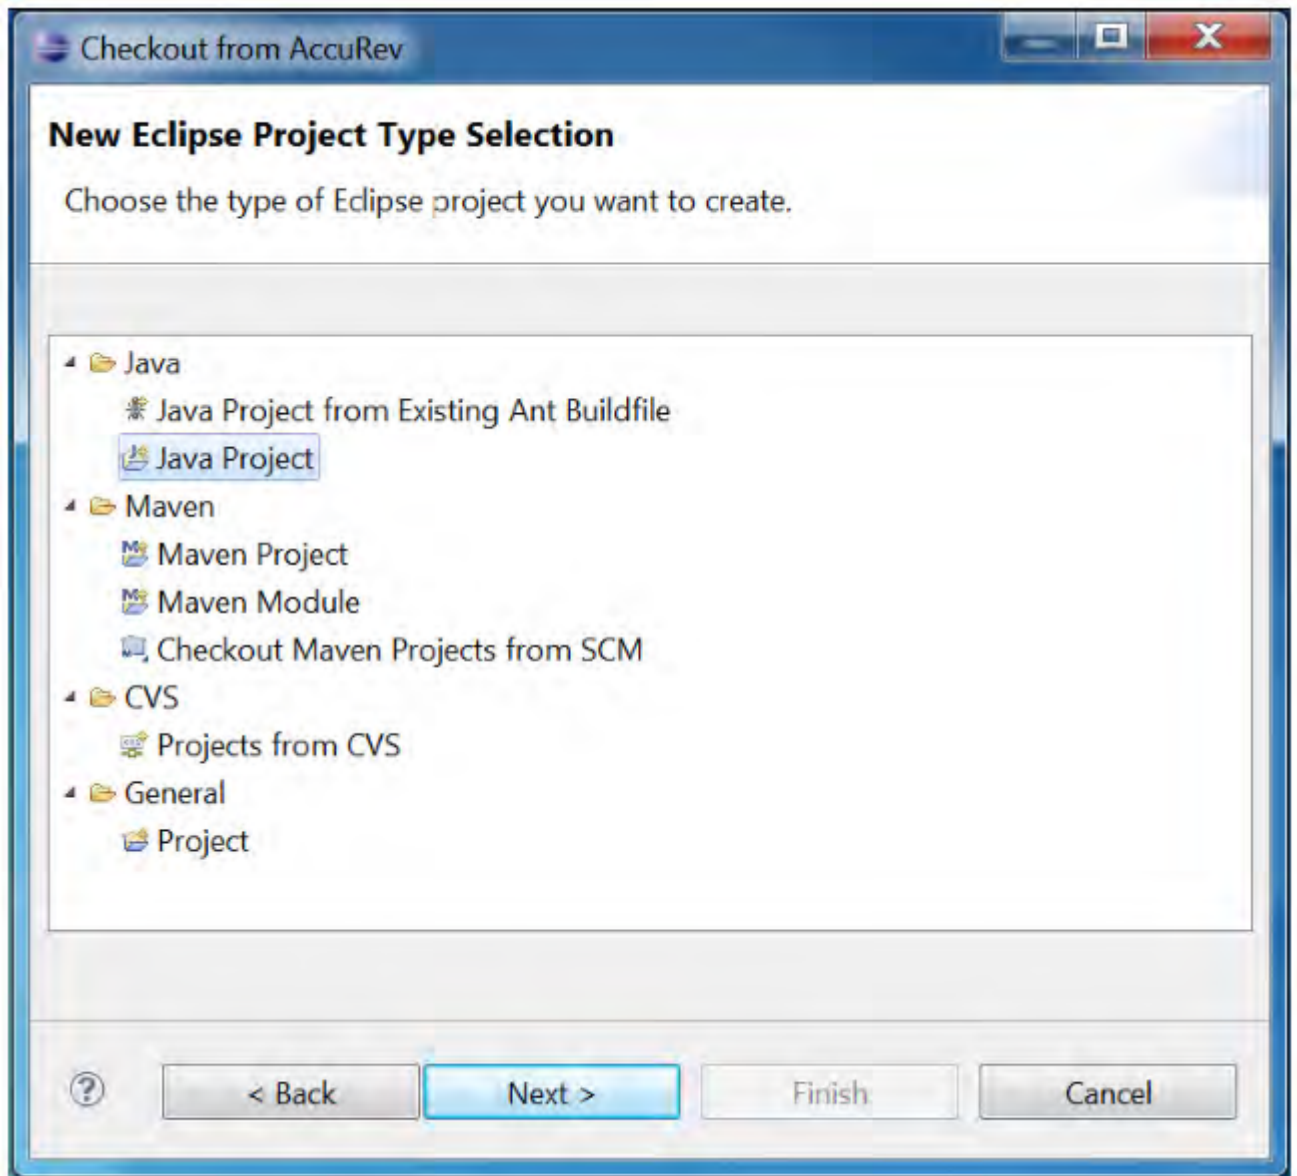 Checkout from AccuRev
New Eclipse Project Type Selection
Choose the type of Eclipse project you want to create.
Java
Java Project from Existing Ant Buildfile
Java Project
Maven
Maven Project
Maven Module
Checkout Maven Projects from SCM
CVS
Projects from CVS
General
Project
? < Back Next > Finish Cancel